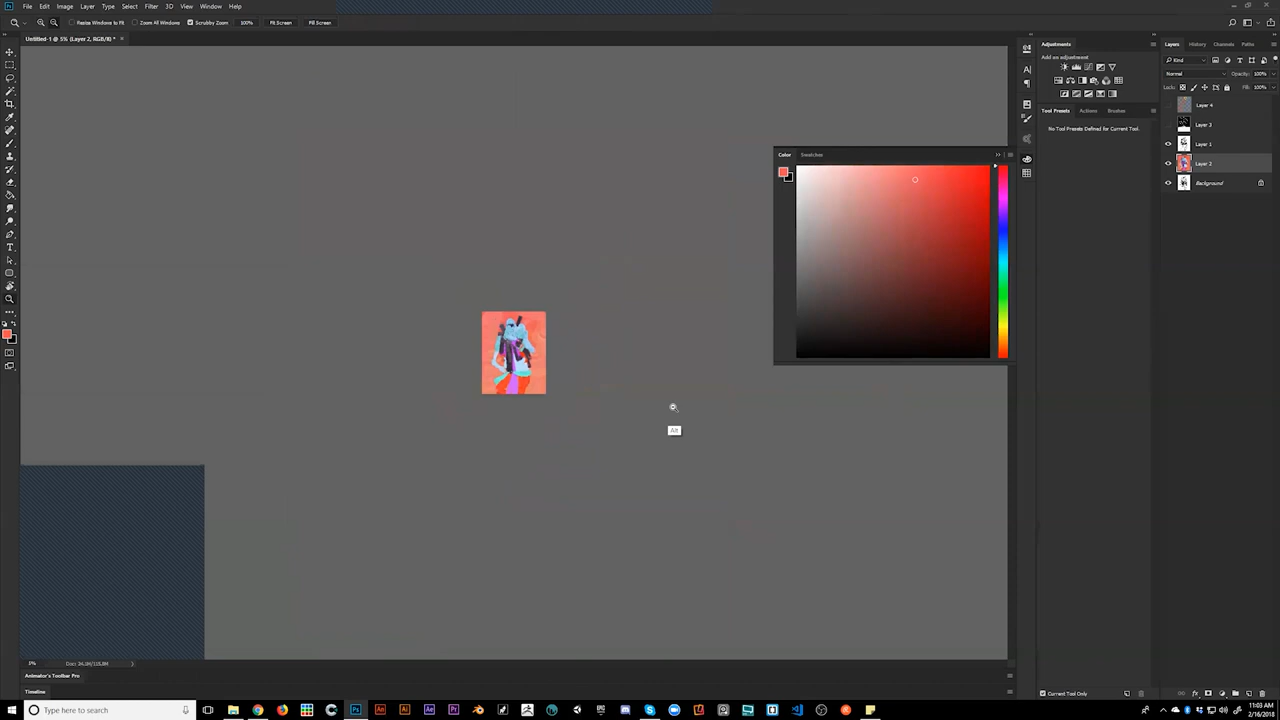 Ps File Edit Image Layer Type Select Filter 3D View Window Help
Resize Windows to Fit Zoom All Windows Scrubby Zoom 100% Fit Screen Fill Screen
Untitled-1 @ 5% (Layer 2, RGB/8) * ×
Adjustments
Add an adjustment
Tool Presets Actions Brushes
No Tool Presets Defined for Current Tool.
Layers History Channels Paths
Kind
Normal Opacity: 100%
Lock: Fill: 100%
Layer 4
Layer 3
Layer 1
Layer 2
Background
Color Swatches
Alt
5%
Animator's Toolbar Pro
Timeline
Current Tool Only
Type here to search
11:03 AM
2/16/2018